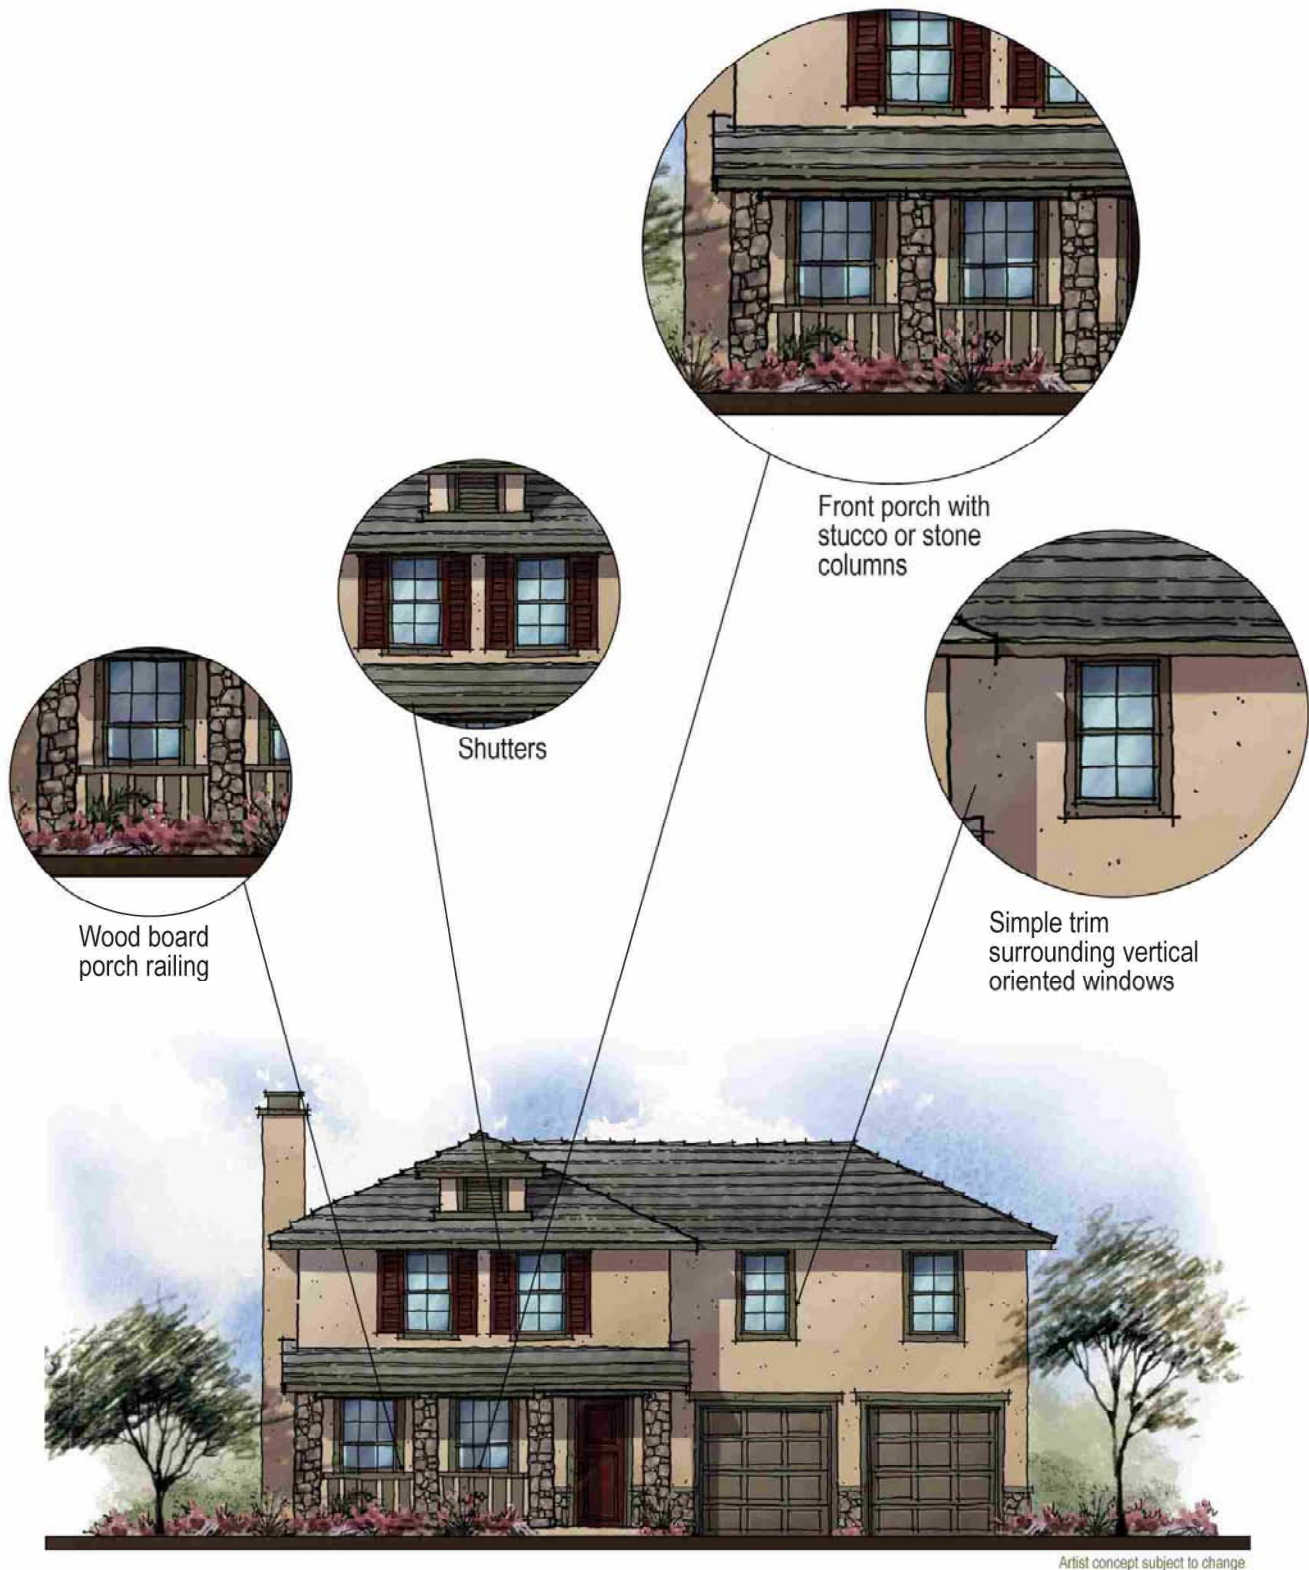 Front porch with
stucco or stone
columns
Shutters
Wood board
porch railing
Simple trim
surrounding vertical
oriented windows
Artist concept subject to change